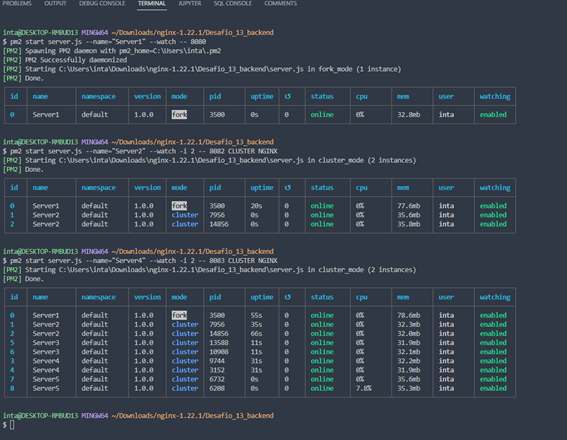 PROBLEMS OUTPUT DEBUG CONSOLE TERMINAL JUPYTER SQL CONSOLE COMMENTS
inta@DESKTOP-RMBUD13 MINGW64 ~/Downloads/nginx-1.22.1/Desafio_13_backend
$ pm2 start server.js --name="Server1" --watch -- 8080
[PM2] Spawning PM2 daemon with pm2_home=C:\Users\inta\.pm2
[PM2] PM2 Successfully daemonized
[PM2] Starting C:\Users\inta\Downloads\nginx-1.22.1\Desafio_13_backend\server.js in fork_mode (1 instance)
[PM2] Done.
id name namespace version mode pid uptime ↺ status cpu mem user watching
0 Server1 default 1.0.0 fork 3500 0s 0 online 0% 32.8mb inta enabled
inta@DESKTOP-RMBUD13 MINGW64 ~/Downloads/nginx-1.22.1/Desafio_13_backend
$ pm2 start server.js --name="Server2" --watch -i 2 -- 8082 CLUSTER NGINX
[PM2] Starting C:\Users\inta\Downloads\nginx-1.22.1\Desafio_13_backend\server.js in cluster_mode (2 instances)
[PM2] Done.
id name namespace version mode pid uptime ↺ status cpu mem user watching
0 Server1 default 1.0.0 fork 3500 20s 0 online 0% 77.6mb inta enabled
1 Server2 default 1.0.0 cluster 7956 0s 0 online 0% 35.6mb inta enabled
2 Server2 default 1.0.0 cluster 14856 0s 0 online 0% 35.8mb inta enabled
inta@DESKTOP-RMBUD13 MINGW64 ~/Downloads/nginx-1.22.1/Desafio_13_backend
$ pm2 start server.js --name="Server4" --watch -i 2 -- 8083 CLUSTER NGINX
[PM2] Starting C:\Users\inta\Downloads\nginx-1.22.1\Desafio_13_backend\server.js in cluster_mode (2 instances)
[PM2] Done.
id name namespace version mode pid uptime ↺ status cpu mem user watching
0 Server1 default 1.0.0 fork 3500 55s 0 online 0% 78.6mb inta enabled
1 Server2 default 1.0.0 cluster 7956 35s 0 online 0% 32.3mb inta enabled
2 Server2 default 1.0.0 cluster 14856 66s 0 online 0% 32.0mb inta enabled
5 Server3 default 1.0.0 cluster 13588 11s 0 online 0% 31.9mb inta enabled
6 Server3 default 1.0.0 cluster 10908 11s 0 online 0% 32.1mb inta enabled
3 Server4 default 1.0.0 cluster 9744 31s 0 online 0% 32.2mb inta enabled
4 Server4 default 1.0.0 cluster 3152 31s 0 online 0% 31.9mb inta enabled
7 Server5 default 1.0.0 cluster 6732 0s 0 online 0% 35.6mb inta enabled
8 Server5 default 1.0.0 cluster 6208 0s 0 online 7.8% 35.3mb inta enabled
inta@DESKTOP-RMBUD13 MINGW64 ~/Downloads/nginx-1.22.1/Desafio_13_backend
$